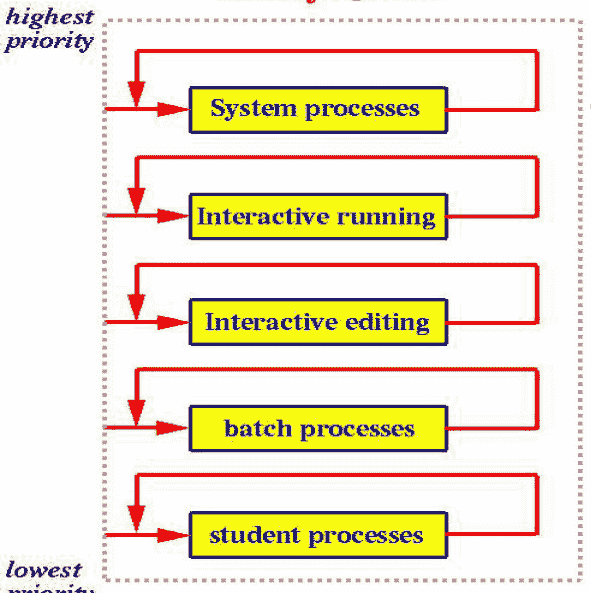 highest
priority
System processes
Interactive running
Interactive editing
batch processes
student processes
lowest